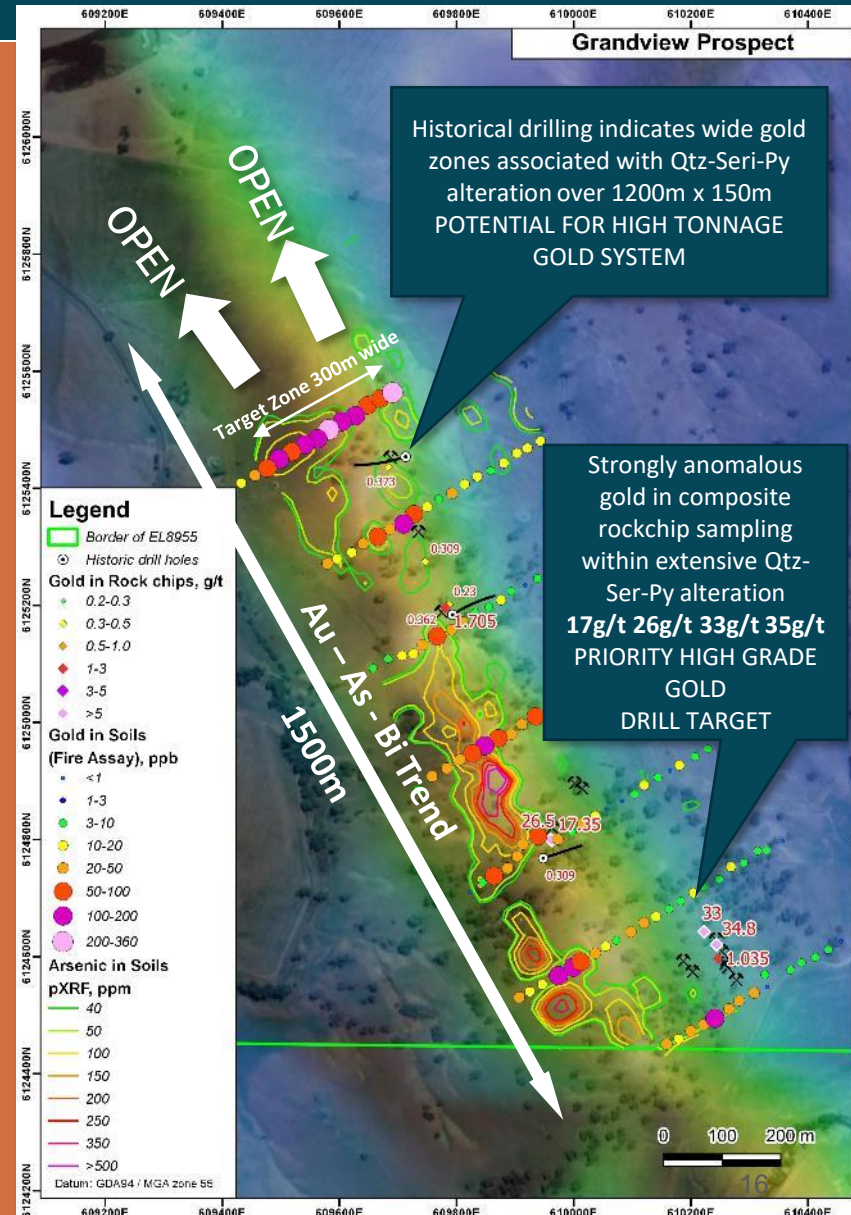 609200E 609400E 609600E 609800E 610000E 610200E 610400E
Grandview Prospect
6126000N
6125800N
6125600N
6125400N
6125200N
6125000N
6124800N
6124600N
6124400N
6124200N
Historical drilling indicates wide gold
zones associated with Qtz-Seri-Py
alteration over 1200m x 150m
POTENTIAL FOR HIGH TONNAGE
GOLD SYSTEM
OPEN
OPEN
Target Zone 300m wide
Strongly anomalous
gold in composite
rockchip sampling
within extensive Qtz-
Ser-Py alteration
17g/t 26g/t 33g/t 35g/t
PRIORITY HIGH GRADE
GOLD
DRILL TARGET
0.373
0.309
0.23
0.362
1.705
Au – As - Bi Trend
1500m
26.5
17.35
0.309
33
34.8
1.035
Legend
Border of EL8955
Historic drill holes
Gold in Rock chips, g/t
0.2-0.3
0.3-0.5
0.5-1.0
1-3
3-5
>5
Gold in Soils
(Fire Assay), ppb
<1
1-3
3-10
10-20
20-50
50-100
100-200
200-360
Arsenic in Soils
pXRF, ppm
40
50
100
150
200
250
350
>500
Datum: GDA94 / MGA zone 55
0 100 200 m
16
609200E 609400E 609600E 609800E 610000E 610200E 610400E